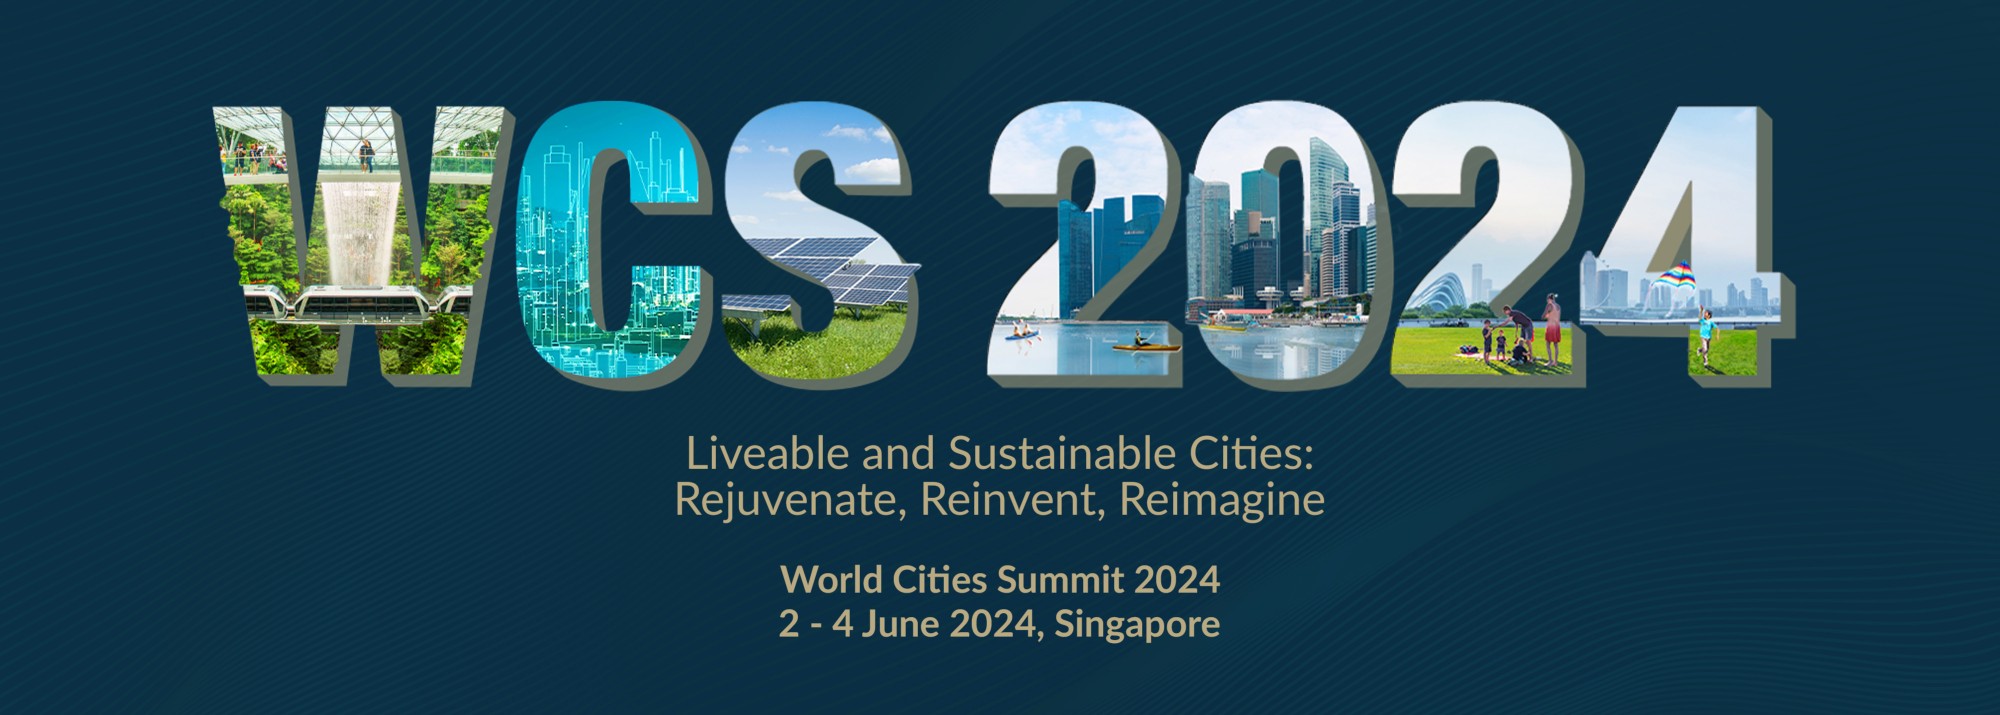 WCS 2024
Liveable and Sustainable Cities:
Rejuvenate, Reinvent, Reimagine
World Cities Summit 2024
2 - 4 June 2024, Singapore